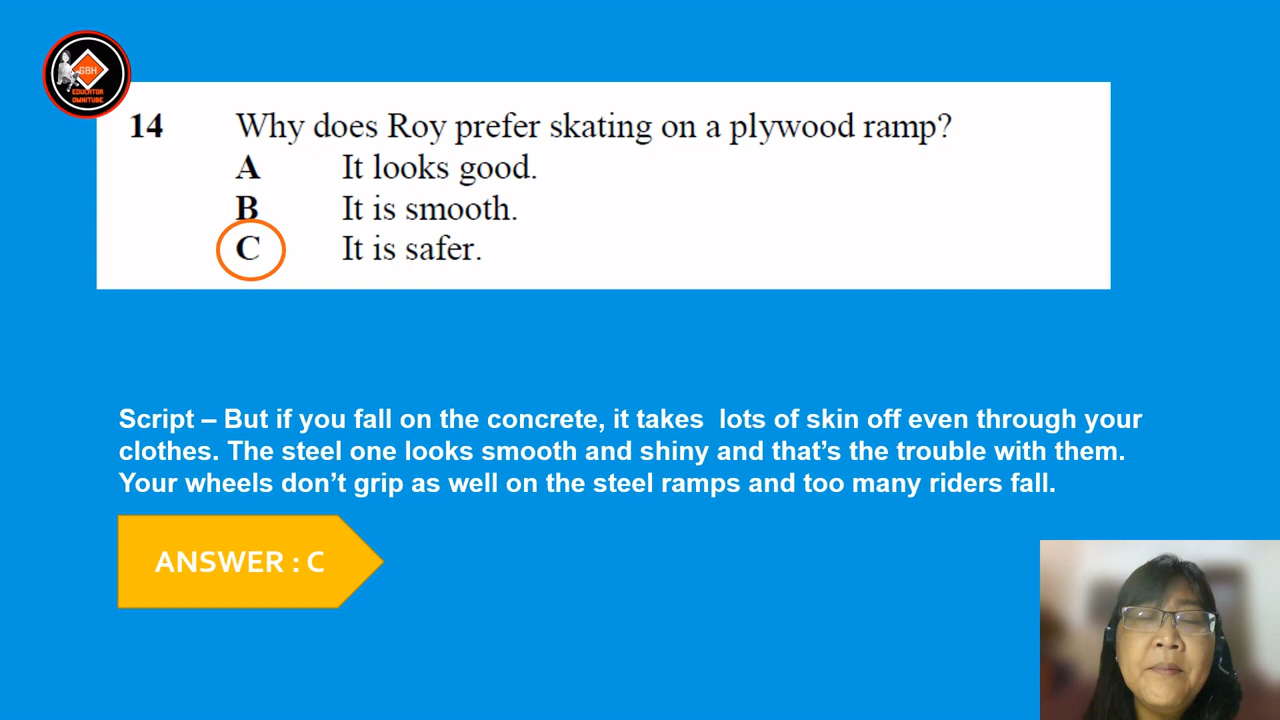 SBH
EDUCATOR
OMNITUBE
14 Why does Roy prefer skating on a plywood ramp?
A It looks good.
B It is smooth.
C It is safer.
Script – But if you fall on the concrete, it takes lots of skin off even through your
clothes. The steel one looks smooth and shiny and that’s the trouble with them.
Your wheels don’t grip as well on the steel ramps and too many riders fall.
ANSWER : C